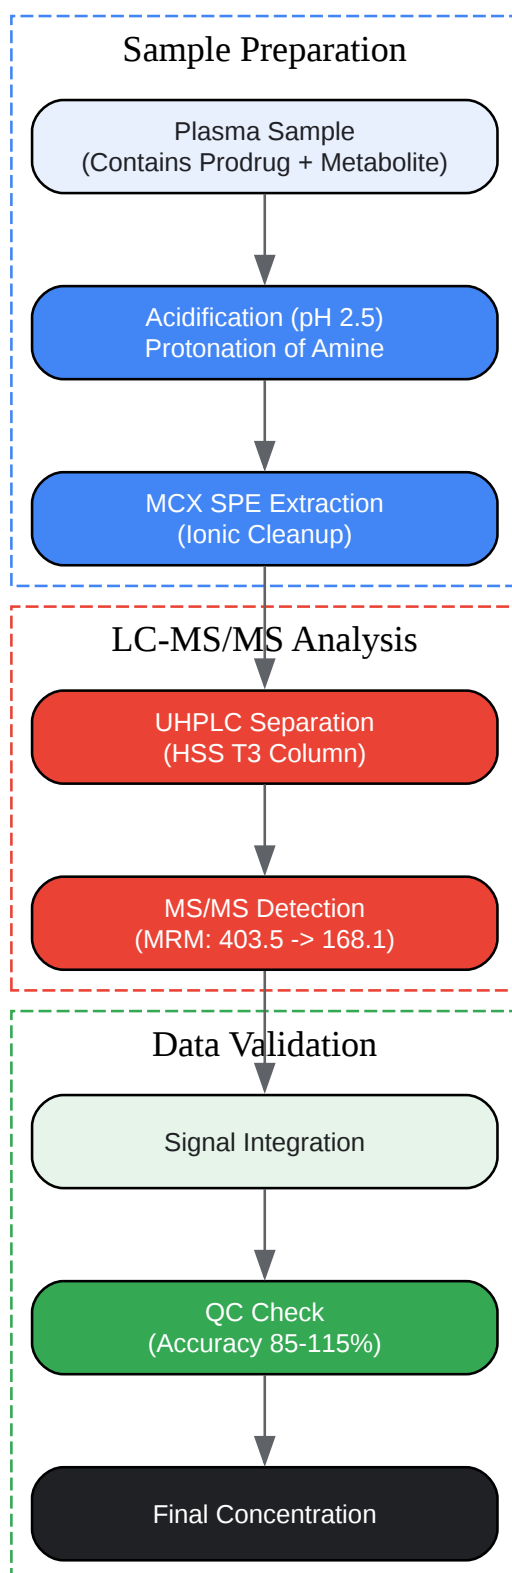 Sample Preparation
Plasma Sample
(Contains Prodrug + Metabolite)
Acidification (pH 2.5)
Protonation of Amine
MCX SPE Extraction
(Ionic Cleanup)
LC-MS/MS Analysis
UHPLC Separation
(HSS T3 Column)
MS/MS Detection
(MRM: 403.5 -> 168.1)
Data Validation
Signal Integration
QC Check
(Accuracy 85-115%)
Final Concentration